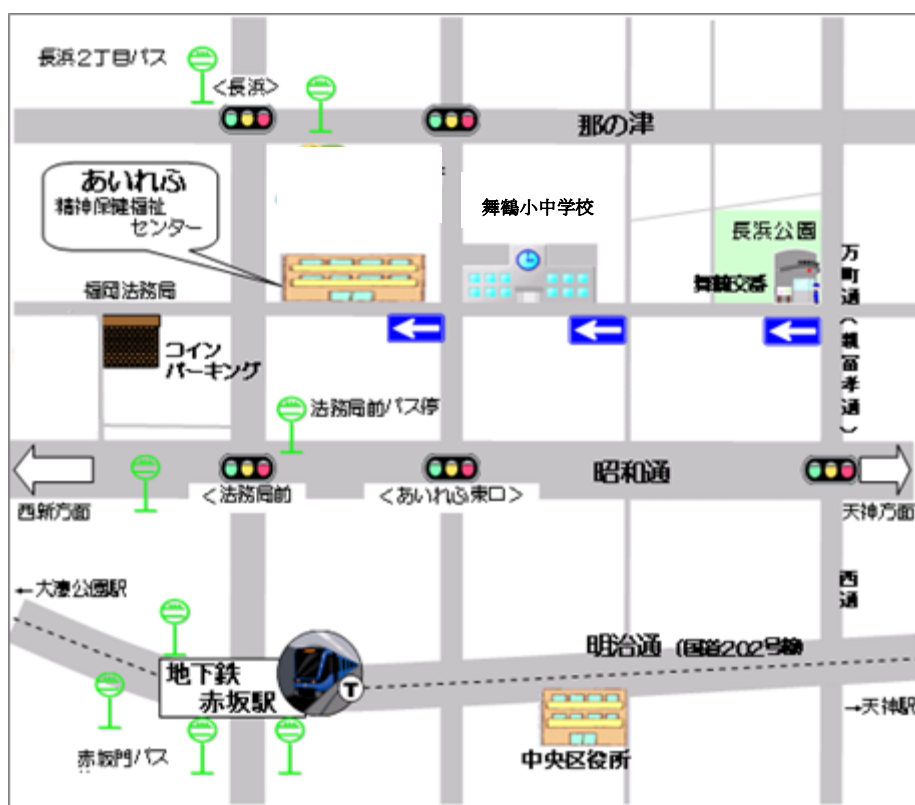 長浜２丁目バス
＜長浜＞
那の津
あいれふ
精神保健福祉
センター
舞鶴小中学校
長浜公園
舞鶴交番
福岡法務局
万町通（親富孝通）
コイン
パーキング
法務局前バス停
昭和通
＜法務局前
＜あいれふ東口＞
西新方面
天神方面
←大濠公園駅
西通
明治通（国道202号線）
地下鉄
赤坂駅
T
→天神駅
赤坂門バス
中央区役所